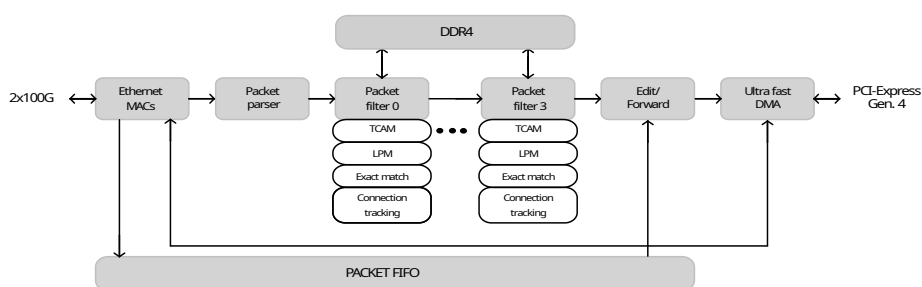 DDR4
2x100G
Ethernet
MACs
Packet
parser
Packet
filter 0
Packet
filter 3
Edit/
Forward
Ultra fast
DMA
PCI-Express
Gen. 4
TCAM
LPM
Exact match
Connection
tracking
TCAM
LPM
Exact match
Connection
tracking
PACKET FIFO